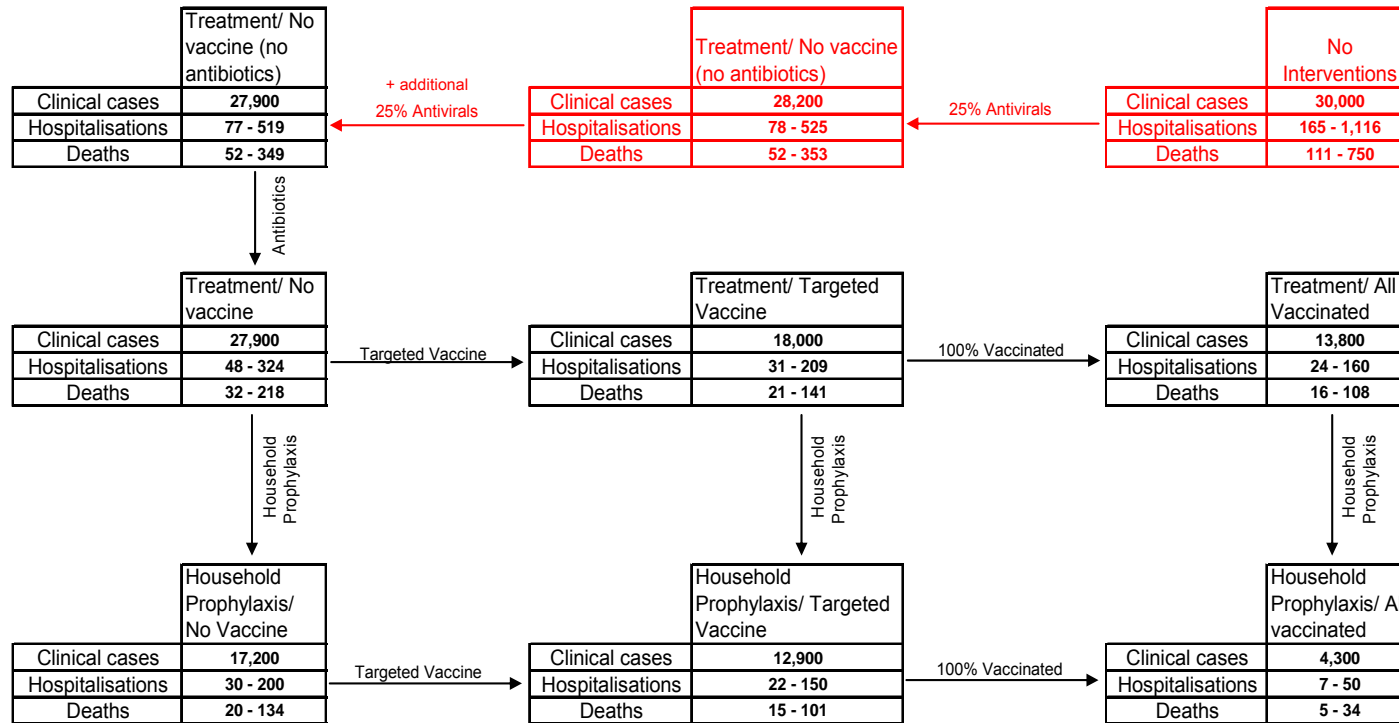 Treatment/ No
vaccine (no
antibiotics)
Clinical cases 27,900
Hospitalisations 77 - 519
Deaths 52 - 349
+ additional
25% Antivirals
Treatment/ No vaccine
(no antibiotics)
Clinical cases 28,200
Hospitalisations 78 - 525
Deaths 52 - 353
25% Antivirals
No
Interventions
Clinical cases 30,000
Hospitalisations 165 - 1,116
Deaths 111 - 750
Antibiotics
Treatment/ No
vaccine
Clinical cases 27,900
Hospitalisations 48 - 324
Deaths 32 - 218
Targeted Vaccine
Treatment/ Targeted
Vaccine
Clinical cases 18,000
Hospitalisations 31 - 209
Deaths 21 - 141
100% Vaccinated
Treatment/ All
Vaccinated
Clinical cases 13,800
Hospitalisations 24 - 160
Deaths 16 - 108
Household
Prophylaxis
Household
Prophylaxis
Household
Prophylaxis
Household
Prophylaxis/
No Vaccine
Clinical cases 17,200
Hospitalisations 30 - 200
Deaths 20 - 134
Targeted Vaccine
Household
Prophylaxis/ Targeted
Vaccine
Clinical cases 12,900
Hospitalisations 22 - 150
Deaths 15 - 101
100% Vaccinated
Household
Prophylaxis/
vaccinated
Clinical cases 4,300
Hospitalisations 7 - 50
Deaths 5 - 34